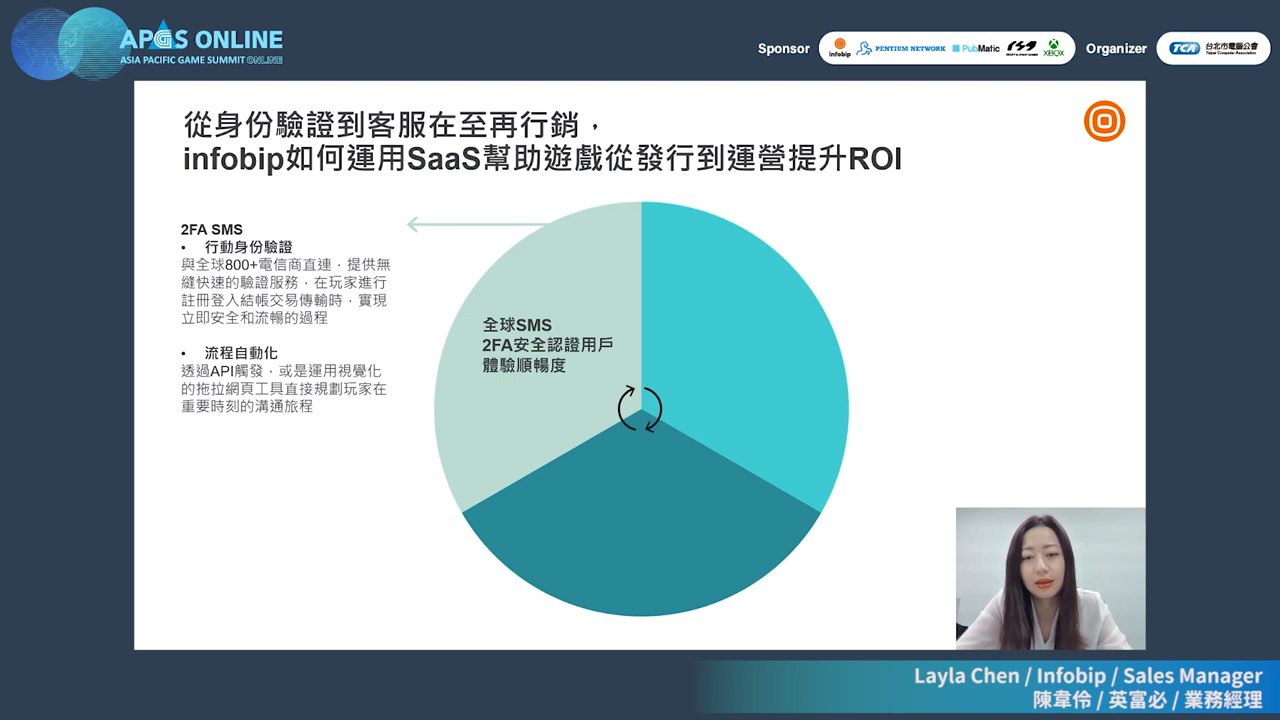 APGS ONLINE
ASIA PACIFIC GAME SUMMIT ONLINE
Sponsor
infobip
PENTIUM NETWORK
PubMatic
XBOX
Organizer
TCA
台北市電腦公會
Taipei Computer Association
從身份驗證到客服在至再行銷，
infobip如何運用SaaS幫助遊戲從發行到運營提升ROI
2FA SMS
• 行動身份驗證
與全球800+電信商直連，提供無
縫快速的驗證服務，在玩家進行
註冊登入結帳交易傳輸時，實現
立即安全和流暢的過程
• 流程自動化
透過API觸發，或是運用視覺化
的拖拉網頁工具直接規劃玩家在
重要時刻的溝通旅程
全球SMS
2FA安全認證用戶
體驗順暢度
Layla Chen / Infobip / Sales Manager
陳韋伶 / 英富必 / 業務經理